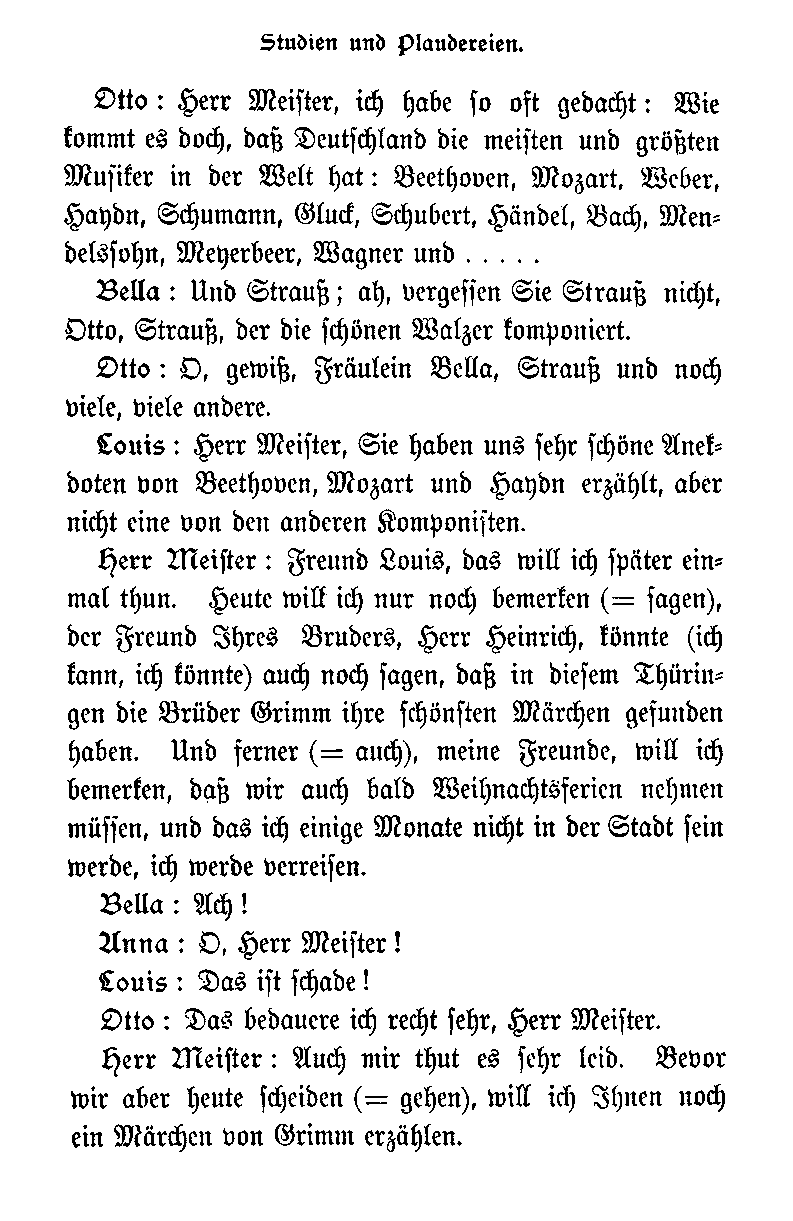 Studien und Plaudereien.
Otto : Herr Meister, ich habe so oft gedacht : Wie
kommt es doch, daß Deutschland die meisten und größten
Musiker in der Welt hat : Beethoven, Mozart, Weber,
Haydn, Schumann, Gluck, Schubert, Händel, Bach, Men-
delssohn, Meyerbeer, Wagner und . . . . .
Bella : Und Strauß ; ah, vergessen Sie Strauß nicht,
Otto, Strauß, der die schönen Walzer komponiert.
Otto : O, gewiß, Fräulein Bella, Strauß und noch
viele, viele andere.
Louis : Herr Meister, Sie haben uns sehr schöne Anek-
doten von Beethoven, Mozart und Haydn erzählt, aber
nicht eine von den anderen Komponisten.
Herr Meister : Freund Louis, das will ich später ein-
mal thun. Heute will ich nur noch bemerken (= sagen),
der Freund Ihres Bruders, Herr Heinrich, könnte (ich
kann, ich könnte) auch noch sagen, daß in diesem Thürin-
gen die Brüder Grimm ihre schönsten Märchen gefunden
haben. Und ferner (= auch), meine Freunde, will ich
bemerken, daß wir auch bald Weihnachtsferien nehmen
müssen, und das ich einige Monate nicht in der Stadt sein
werde, ich werde verreisen.
Bella : Ach !
Anna : O, Herr Meister !
Louis : Das ist schade !
Otto : Das bedauere ich recht sehr, Herr Meister.
Herr Meister : Auch mir thut es sehr leid. Bevor
wir aber heute scheiden (= gehen), will ich Ihnen noch
ein Märchen von Grimm erzählen.